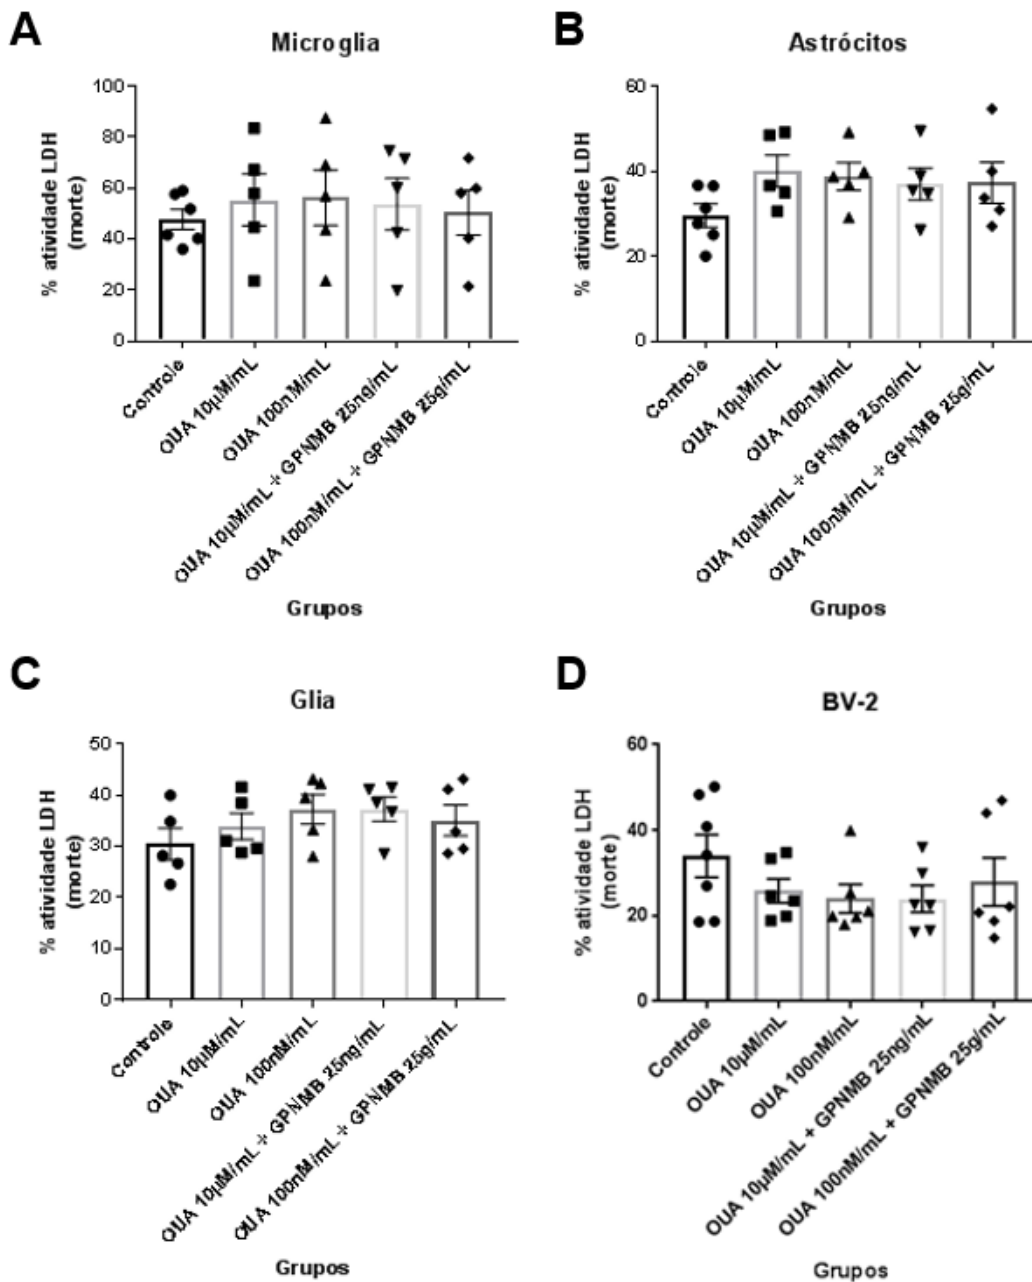 A
Microglia
% atividade LDH
(morte)
100
80
60
40
20
0
Controle
OUA 10µM/mL
OUA 100nM/mL
OUA 10µM/mL + GPNMB 25ng/mL
OUA 100nM/mL + GPNMB 25g/mL
Grupos
B
Astrócitos
% atividade LDH
(morte)
60
40
20
0
Controle
OUA 10µM/mL
OUA 100nM/mL
OUA 10µM/mL + GPNMB 25ng/mL
OUA 100nM/mL + GPNMB 25g/mL
Grupos
C
Glia
% atividade LDH
(morte)
50
40
30
20
10
0
Controle
OUA 10µM/mL
OUA 100nM/mL
OUA 10µM/mL + GPNMB 25ng/mL
OUA 100nM/mL + GPNMB 25g/mL
Grupos
D
BV-2
% atividade LDH
(morte)
60
40
20
0
Controle
OUA 10µM/mL
OUA 100nM/mL
OUA 10µM/mL + GPNMB 25ng/mL
OUA 100nM/mL + GPNMB 25g/mL
Grupos